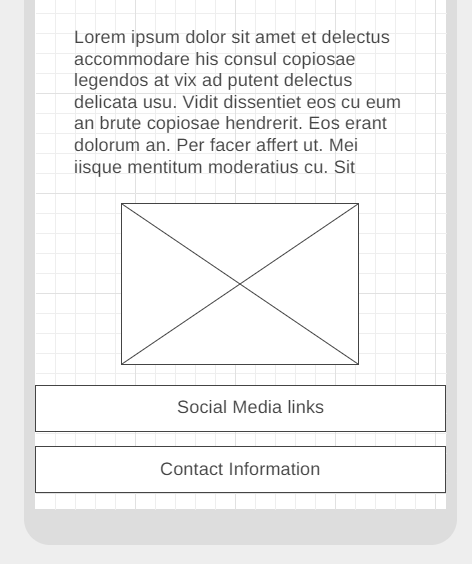 Lorem ipsum dolor sit amet et delectus
accommodare his consul copiosae
legendos at vix ad putent delectus
delicata usu. Vidit dissentiet eos cu eum
an brute copiosae hendrerit. Eos erant
dolorum an. Per facer affert ut. Mei
iisque mentitum moderatius cu. Sit
Social Media links
Contact Information